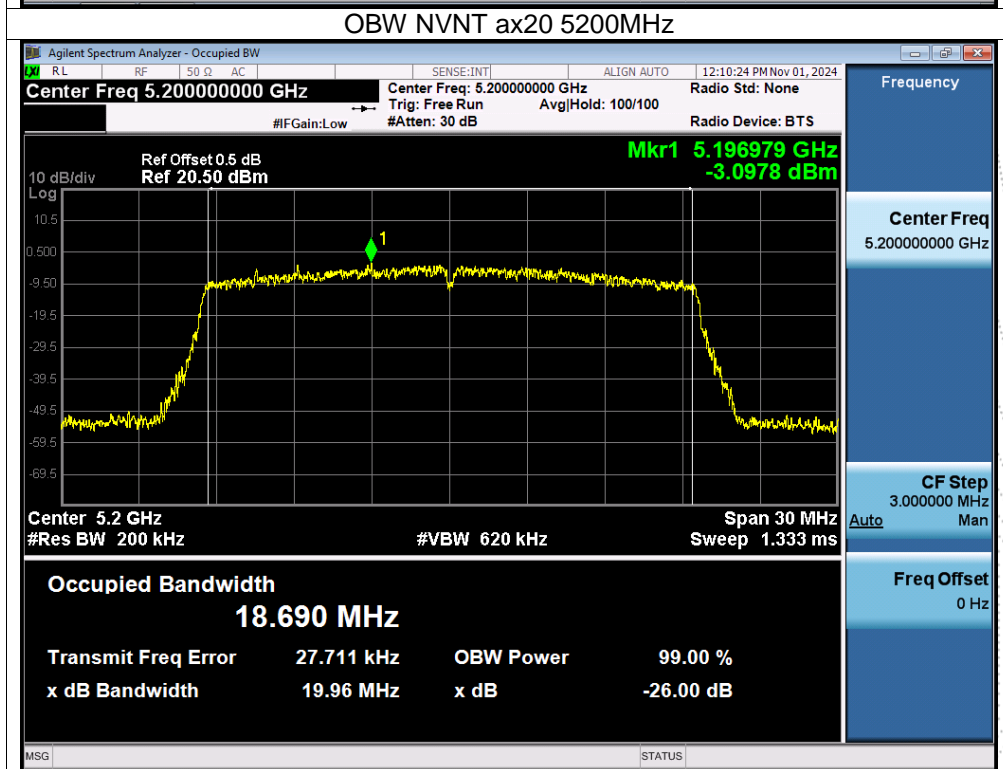 OBW NVNT ax20 5200MHz
Agilent Spectrum Analyzer - Occupied BW
LXI RL RF 50 Ω AC SENSE:INT ALIGN AUTO 12:10:24 PM Nov 01, 2024
Center Freq 5.200000000 GHz
Center Freq: 5.200000000 GHz
Radio Std: None
Trig: Free Run Avg|Hold: 100/100
#IFGain:Low
#Atten: 30 dB
Radio Device: BTS
Frequency
Ref Offset 0.5 dB
10 dB/div Ref 20.50 dBm
Mkr1 5.196979 GHz
-3.0978 dBm
Log
10.5
0.500
-9.50
-19.5
-29.5
-39.5
-49.5
-59.5
-69.5
1
Center 5.2 GHz
Span 30 MHz
#Res BW 200 kHz
#VBW 620 kHz
Sweep 1.333 ms
Center Freq
5.200000000 GHz
CF Step
3.000000 MHz
Auto Man
Freq Offset
0 Hz
Occupied Bandwidth
18.690 MHz
Transmit Freq Error 27.711 kHz OBW Power 99.00 %
x dB Bandwidth 19.96 MHz x dB -26.00 dB
MSG STATUS